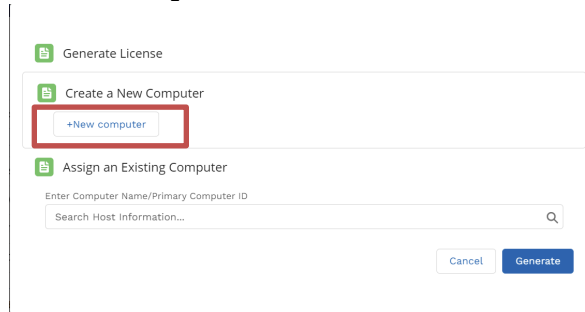 Generate License
Create a New Computer
+New computer
Assign an Existing Computer
Enter Computer Name/Primary Computer ID
Search Host Information...
Cancel Generate